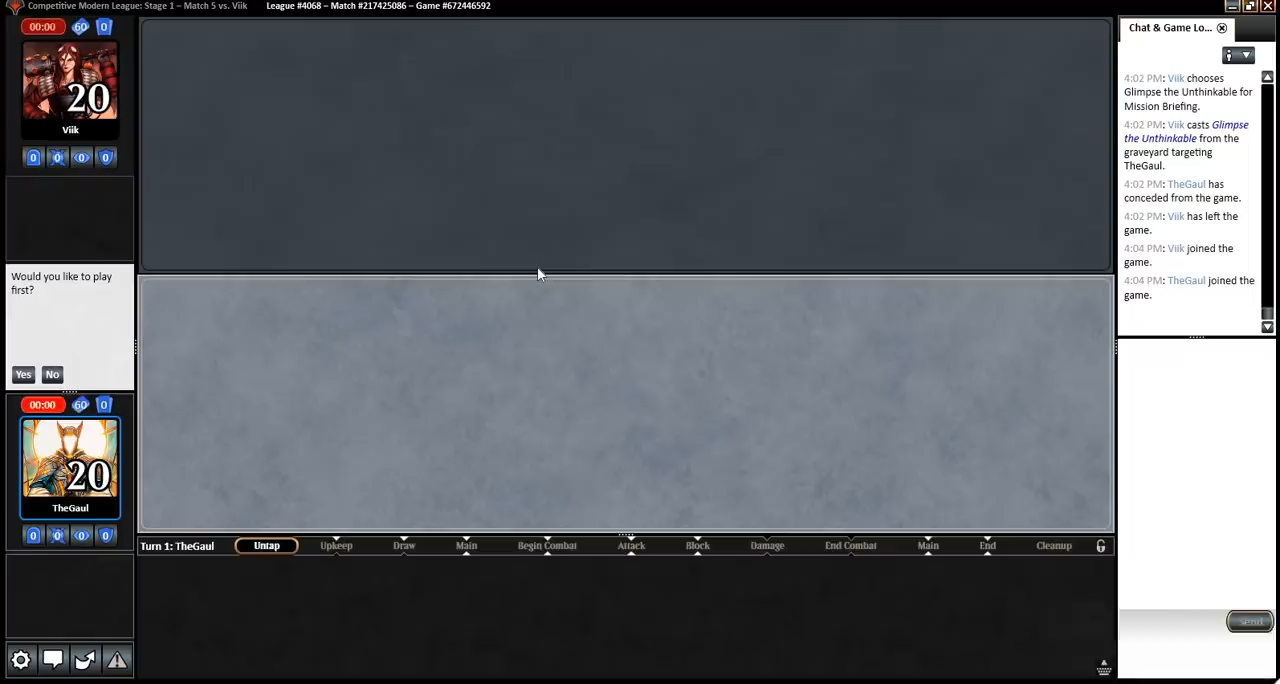 Competitive Modern League: Stage 1 – Match 5 vs. Viik League #4068 – Match #217425086 – Game #672446592
00:00 60 0
20
Viik
0 0 0 0
Would you like to play
first?
Yes No
00:00 60 0
20
TheGaul
0 0 0 0
Turn 1: TheGaul Untap Upkeep Draw Main Begin Combat Attack Block Damage End Combat Main End Cleanup
Chat & Game Lo...
4:02 PM: Viik chooses
Glimpse the Unthinkable for
Mission Briefing.
4:02 PM: Viik casts Glimpse
the Unthinkable from the
graveyard targeting
TheGaul.
4:02 PM: TheGaul has
conceded from the game.
4:02 PM: Viik has left the
game.
4:04 PM: Viik joined the
game.
4:04 PM: TheGaul joined the
game.
send